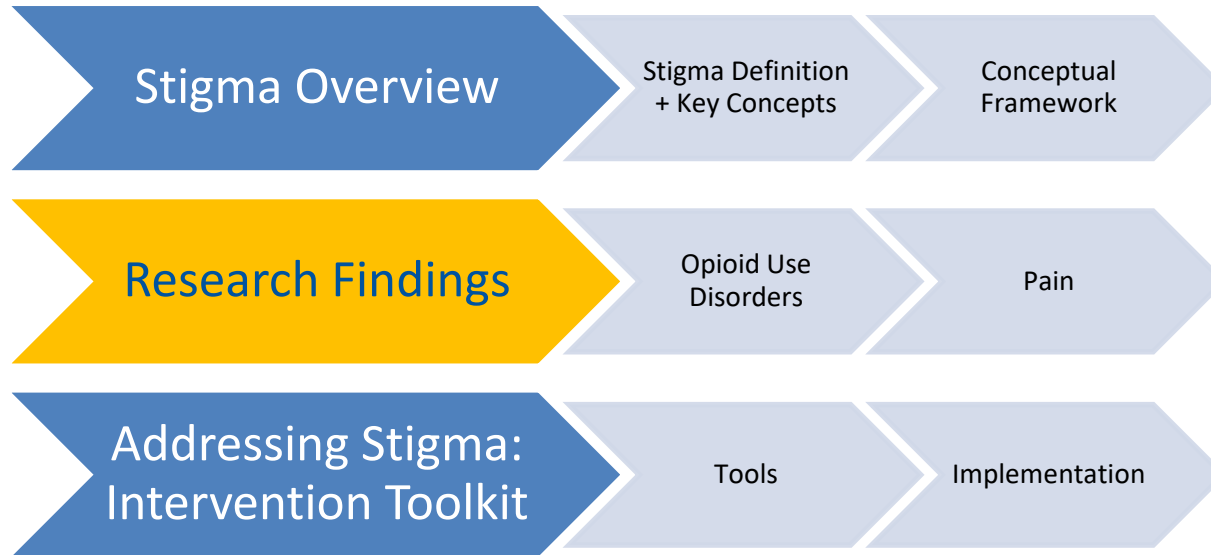 Stigma Overview
Stigma Definition
+ Key Concepts
Conceptual
Framework
Research Findings
Opioid Use
Disorders
Pain
Addressing Stigma:
Intervention Toolkit
Tools
Implementation